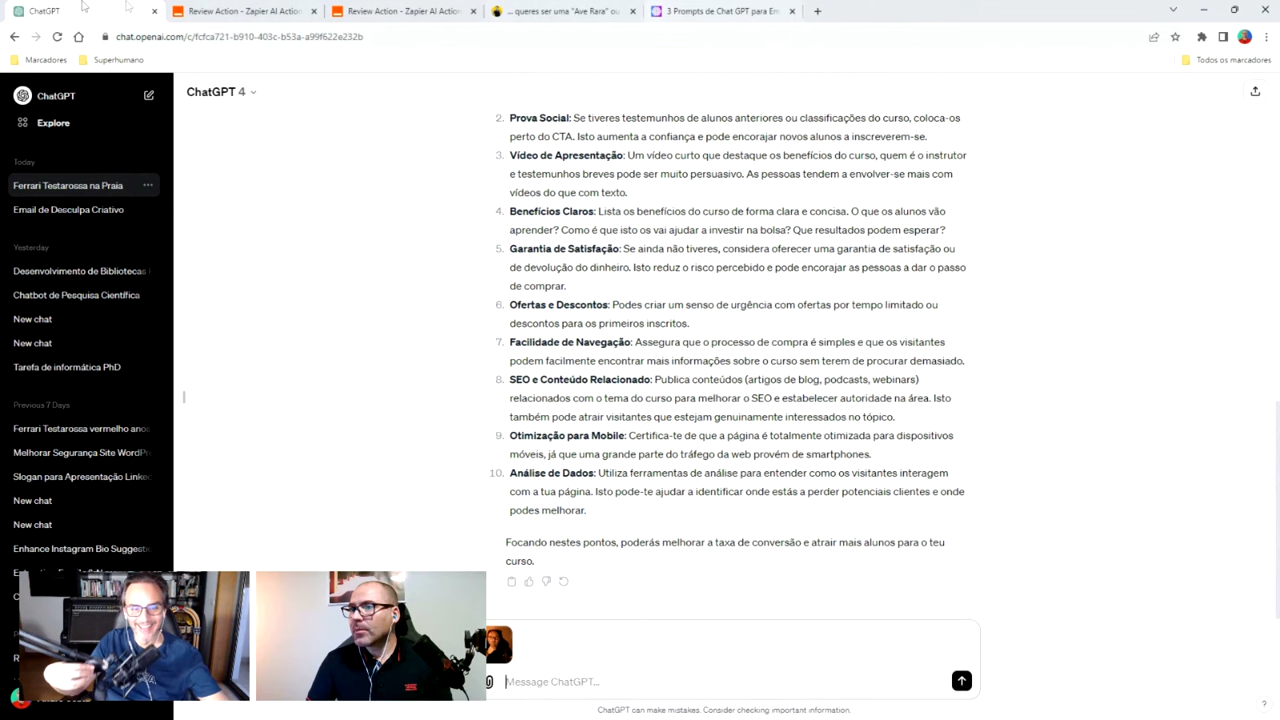 ChatGPT
Review Action - Zapier AI Action
Review Action - Zapier AI Action
... queres ser uma "Ave Rara" ou
3 Prompts de Chat GPT para Em
chat.openai.com/c/fcfca721-b910-403c-b53a-a99f622e232b
Marcadores
Superhumano
Todos os marcadores
ChatGPT
Explore
Today
Ferrari Testarossa na Praia
Email de Desculpa Criativo
Yesterday
Desenvolvimento de Bibliotecas
Chatbot de Pesquisa Científica
New chat
New chat
Tarefa de informática PhD
Previous 7 Days
Ferrari Testarossa vermelho ano
Melhorar Segurança Site WordPr
Slogan para Apresentação Linke
New chat
New chat
Enhance Instagram Bio Suggesti
ChatGPT 4
2. Prova Social: Se tiveres testemunhos de alunos anteriores ou classificações do curso, coloca-os
perto do CTA. Isto aumenta a confiança e pode encorajar novos alunos a inscreverem-se.
3. Vídeo de Apresentação: Um vídeo curto que destaque os benefícios do curso, quem é o instrutor
e testemunhos breves pode ser muito persuasivo. As pessoas tendem a envolver-se mais com
vídeos do que com texto.
4. Benefícios Claros: Lista os benefícios do curso de forma clara e concisa. O que os alunos vão
aprender? Como é que isto os vai ajudar a investir na bolsa? Que resultados podem esperar?
5. Garantia de Satisfação: Se ainda não tiveres, considera oferecer uma garantia de satisfação ou
de devolução do dinheiro. Isto reduz o risco percebido e pode encorajar as pessoas a dar o passo
de comprar.
6. Ofertas e Descontos: Podes criar um senso de urgência com ofertas por tempo limitado ou
descontos para os primeiros inscritos.
7. Facilidade de Navegação: Assegura que o processo de compra é simples e que os visitantes
podem facilmente encontrar mais informações sobre o curso sem terem de procurar demasiado.
8. SEO e Conteúdo Relacionado: Publica conteúdos (artigos de blog, podcasts, webinars)
relacionados com o tema do curso para melhorar o SEO e estabelecer autoridade na área. Isto
também pode atrair visitantes que estejam genuinamente interessados no tópico.
9. Otimização para Mobile: Certifica-te de que a página é totalmente otimizada para dispositivos
móveis, já que uma grande parte do tráfego da web provém de smartphones.
10. Análise de Dados: Utiliza ferramentas de análise para entender como os visitantes interagem
com a tua página. Isto pode-te ajudar a identificar onde estás a perder potenciais clientes e onde
podes melhorar.
Focando nestes pontos, poderás melhorar a taxa de conversão e atrair mais alunos para o teu
curso.
Message ChatGPT...
ChatGPT can make mistakes. Consider checking important information.
?